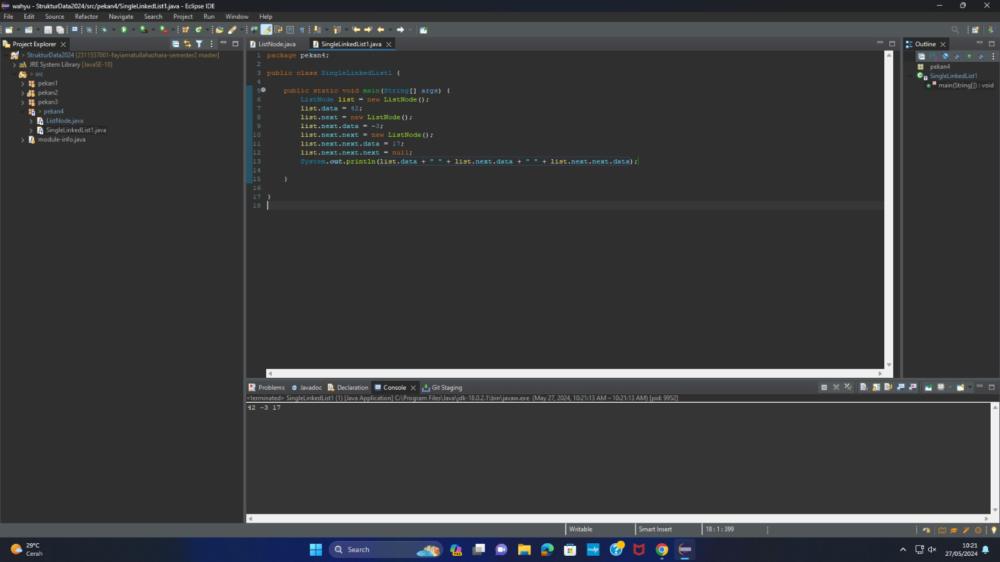 wahyu - StrukturData2024/src/pekan4/SingleLinkedList1.java - Eclipse IDE
File Edit Source Refactor Navigate Search Project Run Window Help
Project Explorer
> StrukturData2024 [2311537001-fayiamatullahazhara-semester2 master]
JRE System Library [JavaSE-18]
> src
pekan1
pekan2
pekan3
> pekan4
ListNode.java
SingleLinkedList1.java
module-info.java
ListNode.java SingleLinkedList1.java
1 package pekan4;
2
3 public class SingleLinkedList1 {
4
5 public static void main(String[] args) {
6 ListNode list = new ListNode();
7 list.data = 42;
8 list.next = new ListNode();
9 list.next.data = -3;
10 list.next.next = new ListNode();
11 list.next.next.data = 17;
12 list.next.next.next = null;
13 System.out.println(list.data + " " + list.next.data + " " + list.next.next.data);
14
15 }
16
17 }
18
Outline
pekan4
SingleLinkedList1
main(String[]) : void
Problems Javadoc Declaration Console Git Staging
<terminated> SingleLinkedList1 (1) [Java Application] C:\Program Files\Java\jdk-18.0.2.1\bin\javaw.exe (May 27, 2024, 10:21:13 AM – 10:21:13 AM) [pid: 9952]
42 -3 17
Writable Smart Insert 18 : 1 : 399
29°C
Cerah
Search
PRE
10:21
27/05/2024